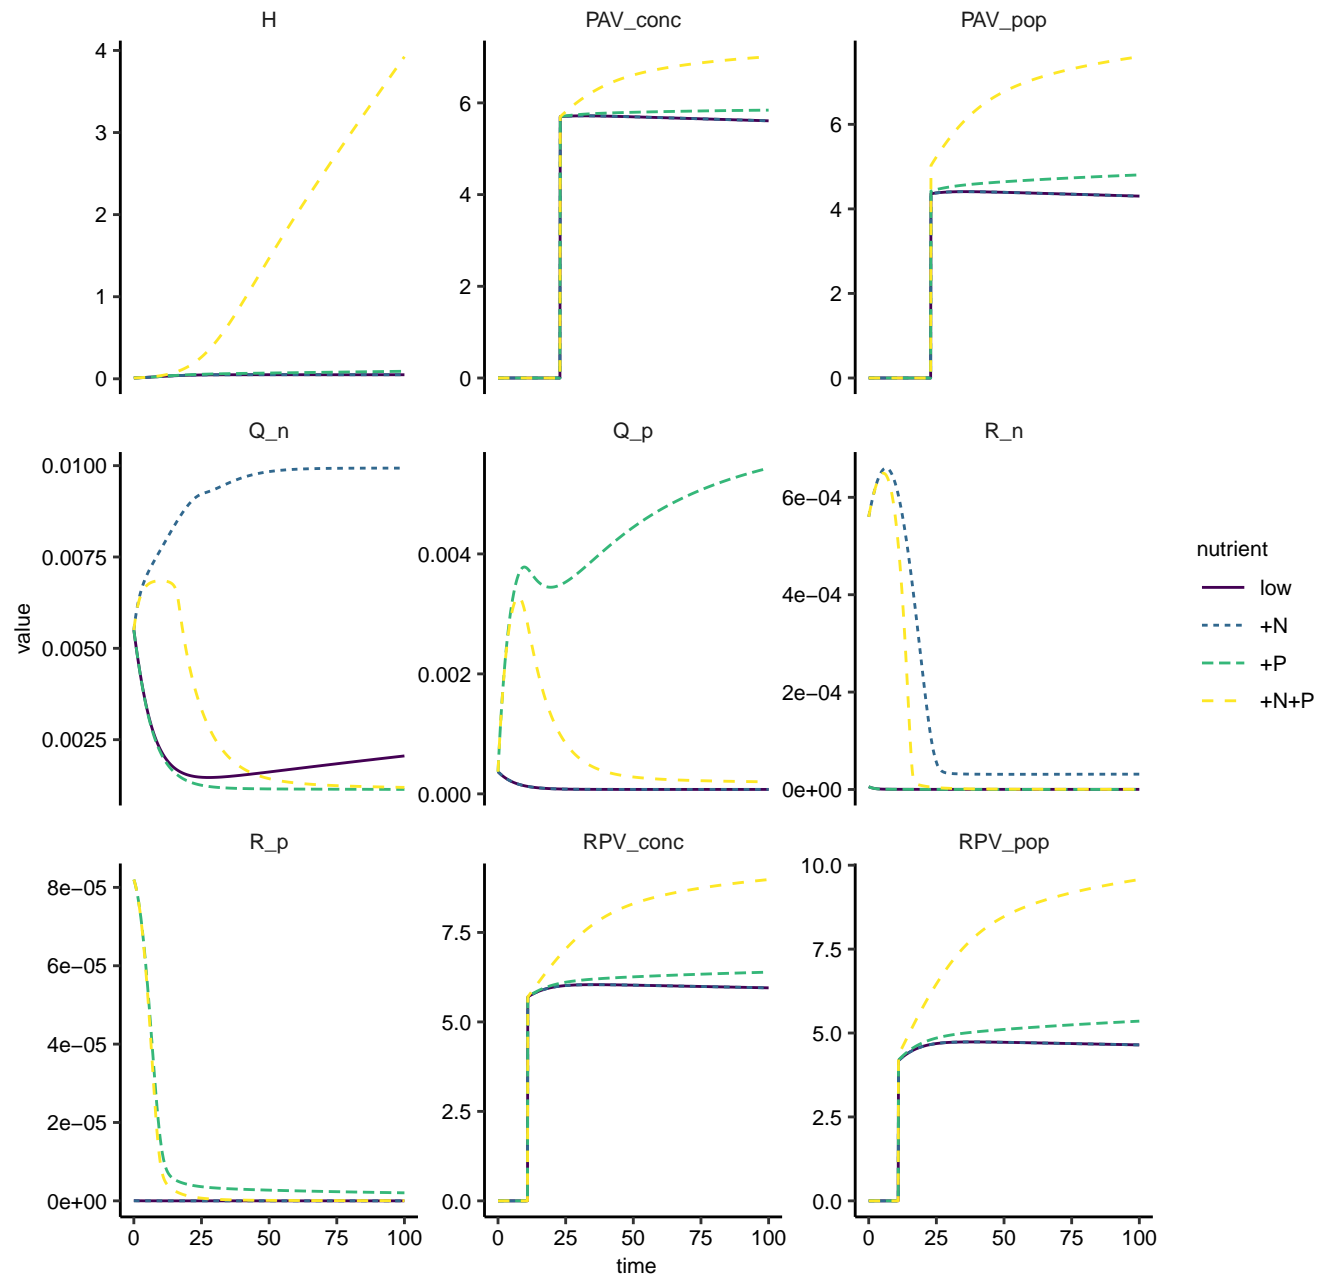 H
PAV_conc
PAV_pop
4
3
2
1
0
6
4
2
0
6
4
2
0
Q_n
Q_p
R_n
0.0100
0.0075
0.0050
0.0025
0.004
0.002
0.000
6e−04
4e−04
2e−04
0e+00
value
nutrient
low
+N
+P
+N+P
R_p
RPV_conc
RPV_pop
8e−05
6e−05
4e−05
2e−05
0e+00
7.5
5.0
2.5
0.0
10.0
7.5
5.0
2.5
0.0
0 25 50 75 100
0 25 50 75 100
0 25 50 75 100
time